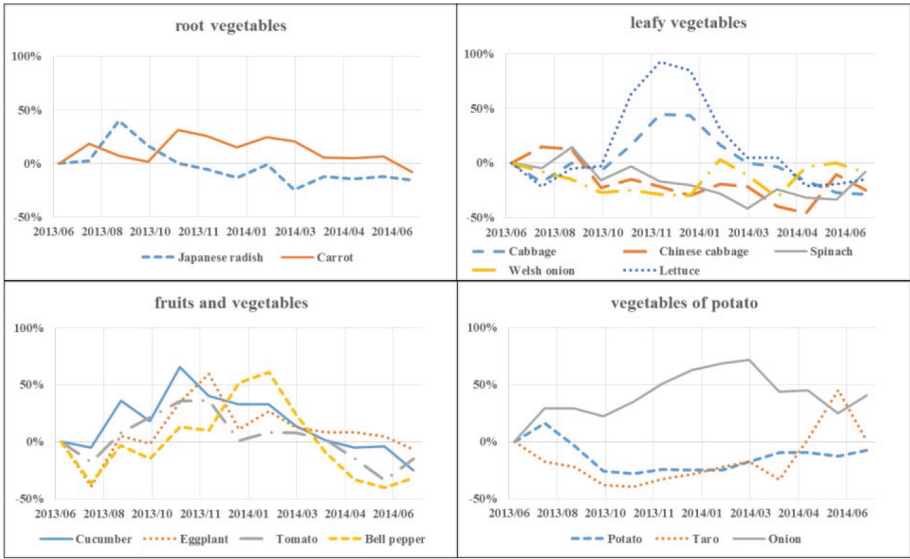 root vegetables
100%
50%
0%
-50%
2013/06 2013/08 2013/10 2013/11 2014/01 2014/03 2014/04 2014/06
Japanese radish Carrot
leafy vegetables
100%
50%
0%
-50%
2013/06 2013/08 2013/10 2013/11 2014/01 2014/03 2014/04 2014/06
Cabbage Chinese cabbage Spinach
Welsh onion Lettuce
fruits and vegetables
100%
50%
0%
-50%
2013/06 2013/08 2013/10 2013/11 2014/01 2014/03 2014/04 2014/06
Cucumber Eggplant Tomato Bell pepper
vegetables of potato
100%
50%
0%
-50%
2013/06 2013/08 2013/10 2013/11 2014/01 2014/03 2014/04 2014/06
Potato Taro Onion